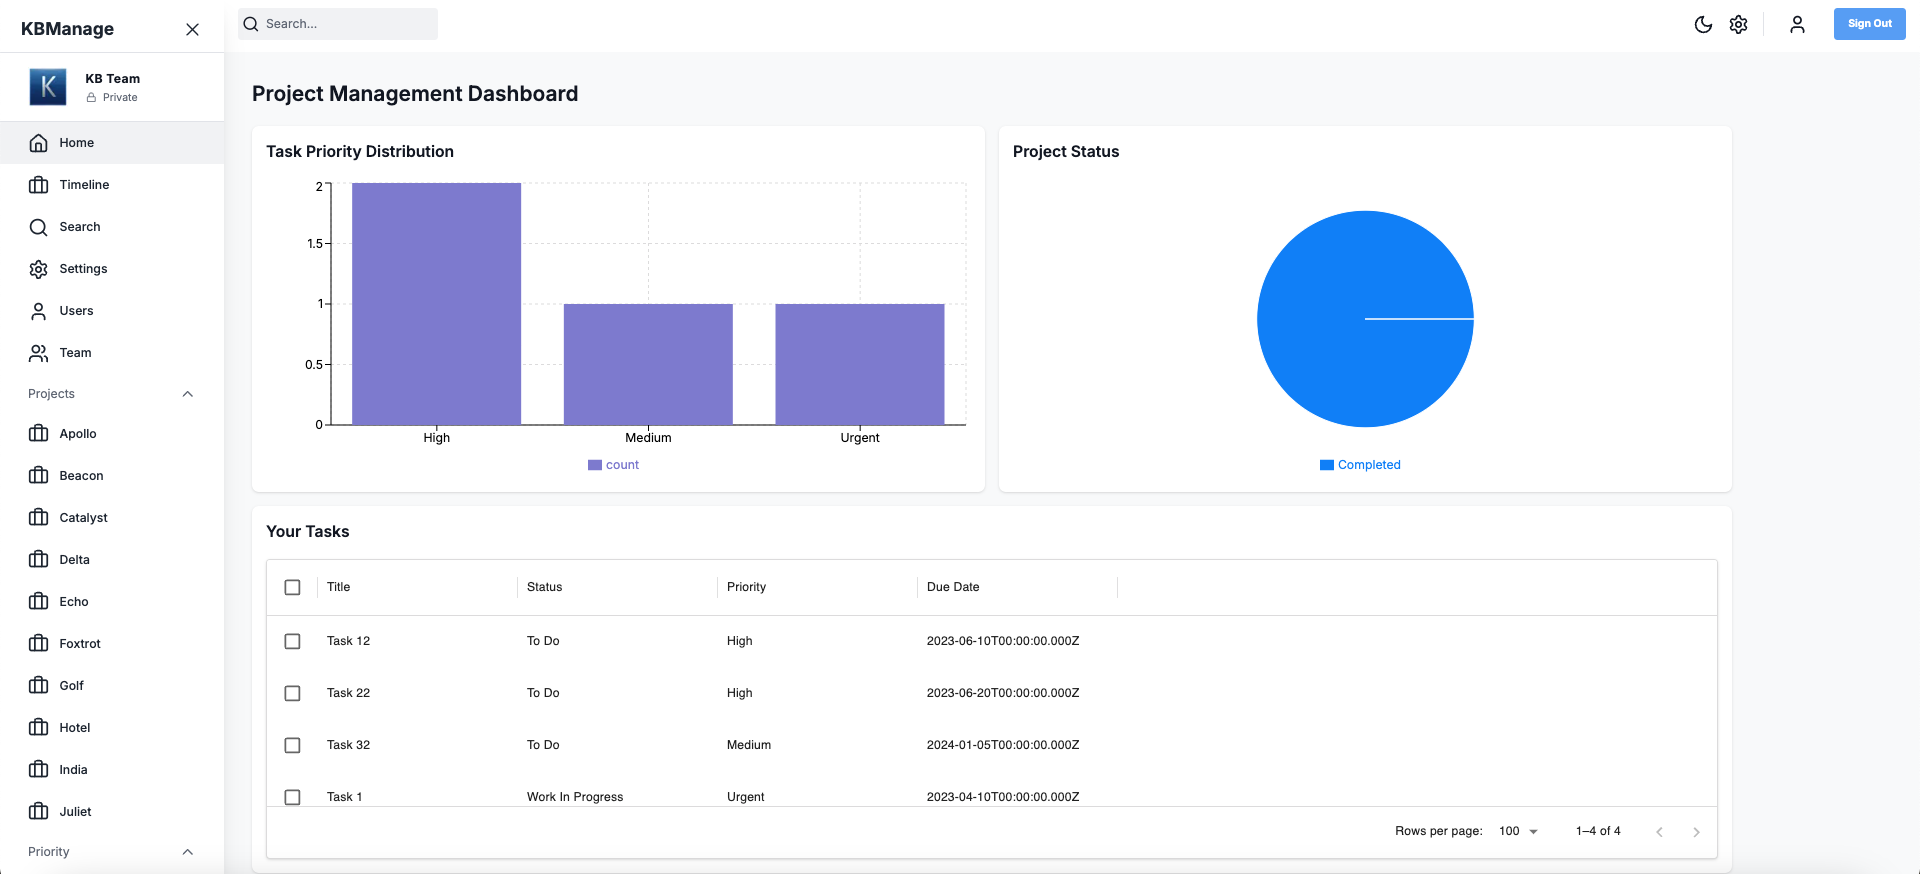 KBManage
Search...
Sign Out
K
KB Team
Private
Home
Timeline
Search
Settings
Users
Team
Projects
Apollo
Beacon
Catalyst
Delta
Echo
Foxtrot
Golf
Hotel
India
Juliet
Priority
Project Management Dashboard
Task Priority Distribution
2
1.5
1
0.5
0
High Medium Urgent
count
Project Status
Completed
Your Tasks
Title Status Priority Due Date
Task 12 To Do High 2023-06-10T00:00:00.000Z
Task 22 To Do High 2023-06-20T00:00:00.000Z
Task 32 To Do Medium 2024-01-05T00:00:00.000Z
Task 1 Work In Progress Urgent 2023-04-10T00:00:00.000Z
Rows per page: 100 1–4 of 4